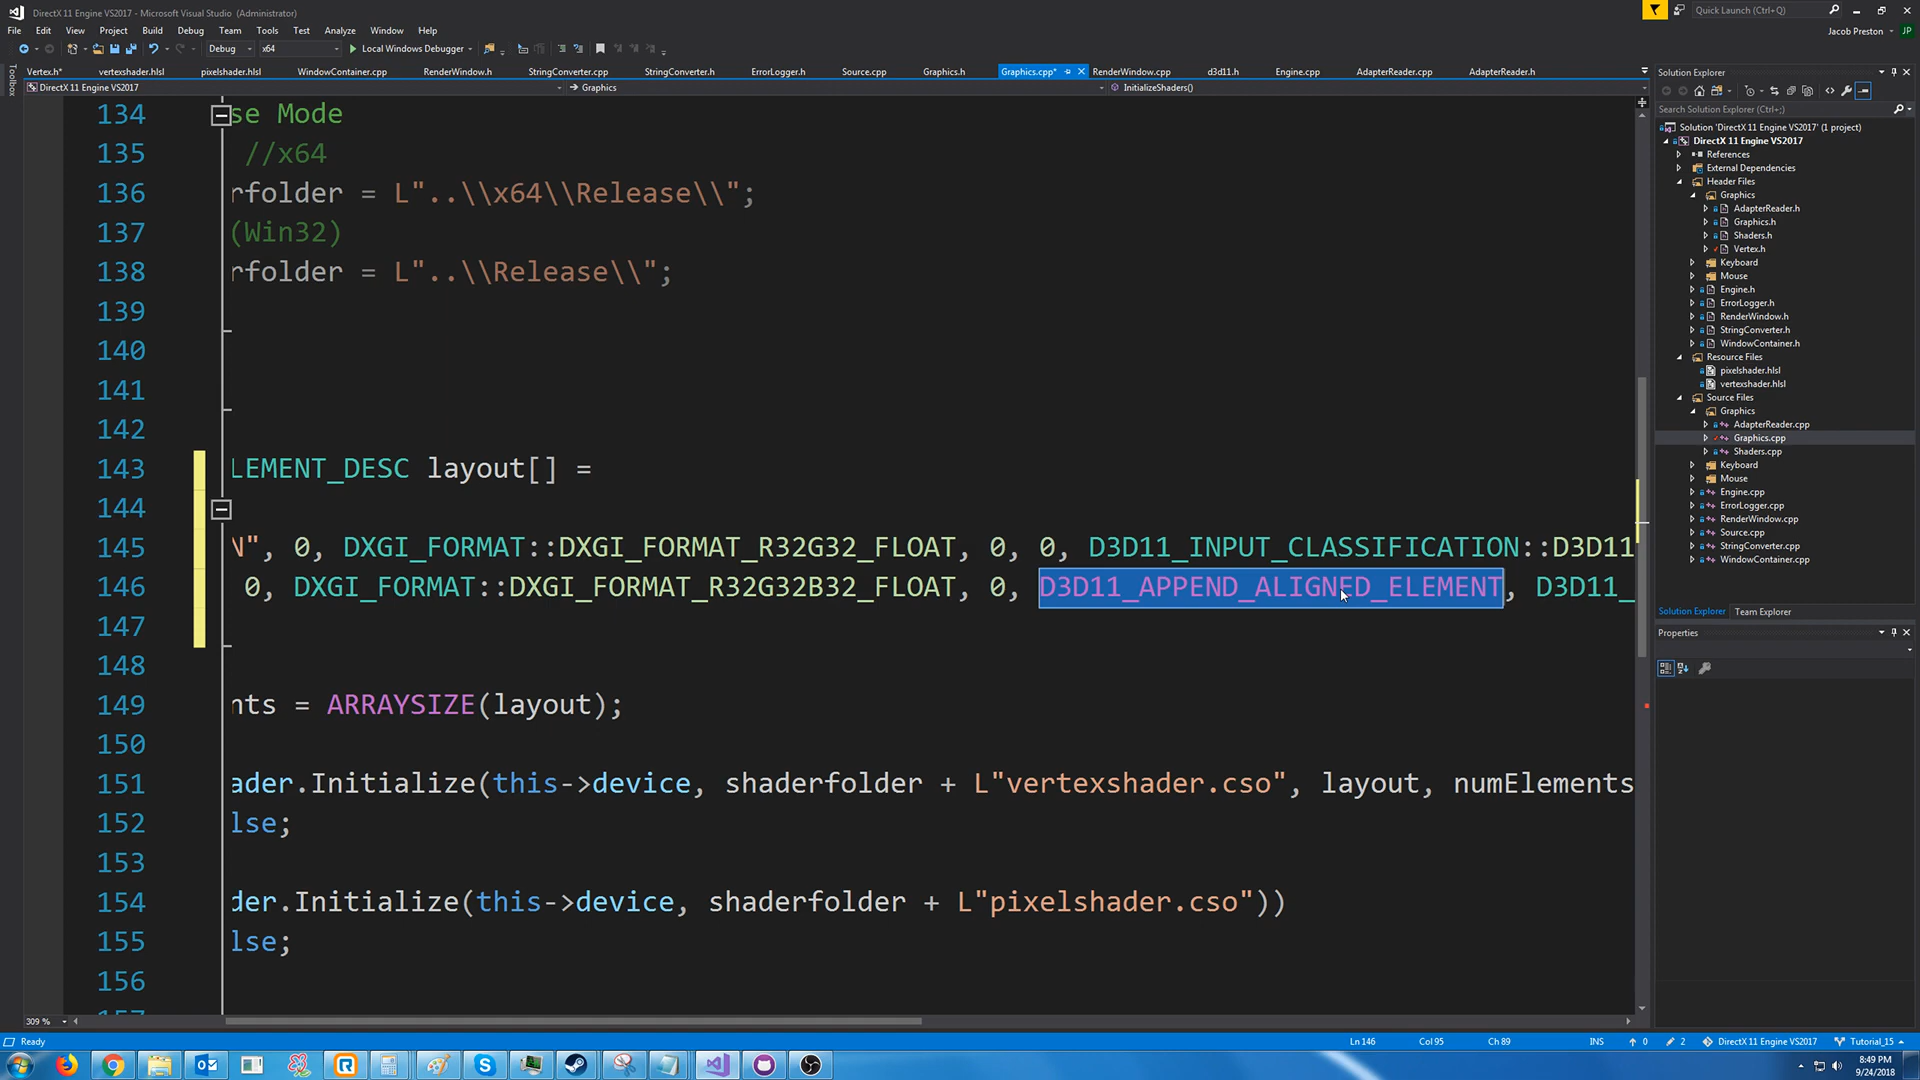 DirectX 11 Engine VS2017 - Microsoft Visual Studio (Administrator)
Quick Launch (Ctrl+Q)
File Edit View Project Build Debug Team Tools Test Analyze Window Help
Jacob Preston JP
Debug x64 Local Windows Debugger
Toolbox
Vertex.h* vertexshader.hlsl pixelshader.hlsl WindowContainer.cpp RenderWindow.h StringConverter.cpp StringConverter.h ErrorLogger.h Source.cpp Graphics.h Graphics.cpp* RenderWindow.cpp d3d11.h Engine.cpp AdapterReader.cpp AdapterReader.h
DirectX 11 Engine VS2017 Graphics InitializeShaders()
134 se Mode
135 //x64
136 rfolder = L"..\\x64\\Release\\";
137 (Win32)
138 rfolder = L"..\\Release\\";
139
140
141
142
143 LEMENT_DESC layout[] =
144
145 N", 0, DXGI_FORMAT::DXGI_FORMAT_R32G32_FLOAT, 0, 0, D3D11_INPUT_CLASSIFICATION::D3D11
146 0, DXGI_FORMAT::DXGI_FORMAT_R32G32B32_FLOAT, 0, D3D11_APPEND_ALIGNED_ELEMENT, D3D11_
147
148
149 nts = ARRAYSIZE(layout);
150
151 ader.Initialize(this->device, shaderfolder + L"vertexshader.cso", layout, numElements
152 lse;
153
154 der.Initialize(this->device, shaderfolder + L"pixelshader.cso"))
155 lse;
156
157
309 %
Solution Explorer
Search Solution Explorer (Ctrl+;)
Solution 'DirectX 11 Engine VS2017' (1 project)
DirectX 11 Engine VS2017
References
External Dependencies
Header Files
Graphics
AdapterReader.h
Graphics.h
Shaders.h
Vertex.h
Keyboard
Mouse
Engine.h
ErrorLogger.h
RenderWindow.h
StringConverter.h
WindowContainer.h
Resource Files
pixelshader.hlsl
vertexshader.hlsl
Source Files
Graphics
AdapterReader.cpp
Graphics.cpp
Shaders.cpp
Keyboard
Mouse
Engine.cpp
ErrorLogger.cpp
RenderWindow.cpp
Source.cpp
StringConverter.cpp
WindowContainer.cpp
Solution Explorer Team Explorer
Properties
Ready Ln 146 Col 95 Ch 89 INS 0 2 DirectX 11 Engine VS2017 Tutorial_15
8:49 PM
9/24/2018